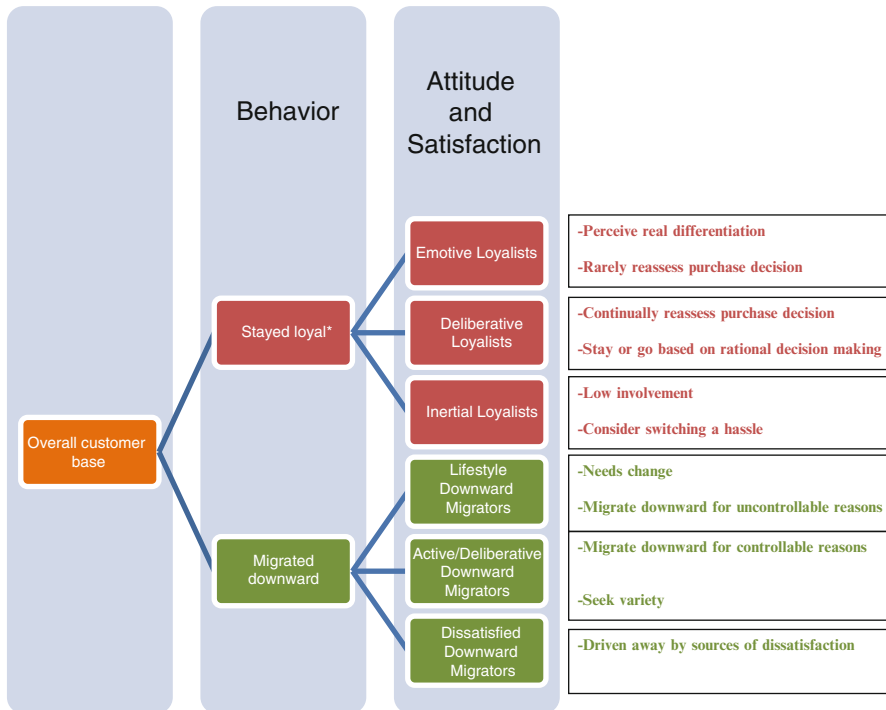 Behavior
Attitude
and
Satisfaction
Overall customer
base
Stayed loyal*
Migrated
downward
Emotive Loyalists
-Perceive real differentiation
-Rarely reassess purchase decision
Deliberative
Loyalists
-Continually reassess purchase decision
-Stay or go based on rational decision making
Inertial Loyalists
-Low involvement
-Consider switching a hassle
Lifestyle
Downward
Migrators
-Needs change
-Migrate downward for uncontrollable reasons
Active/Deliberative
Downward
Migrators
-Migrate downward for controllable reasons
-Seek variety
Dissatisfied
Downward
Migrators
-Driven away by sources of dissatisfaction